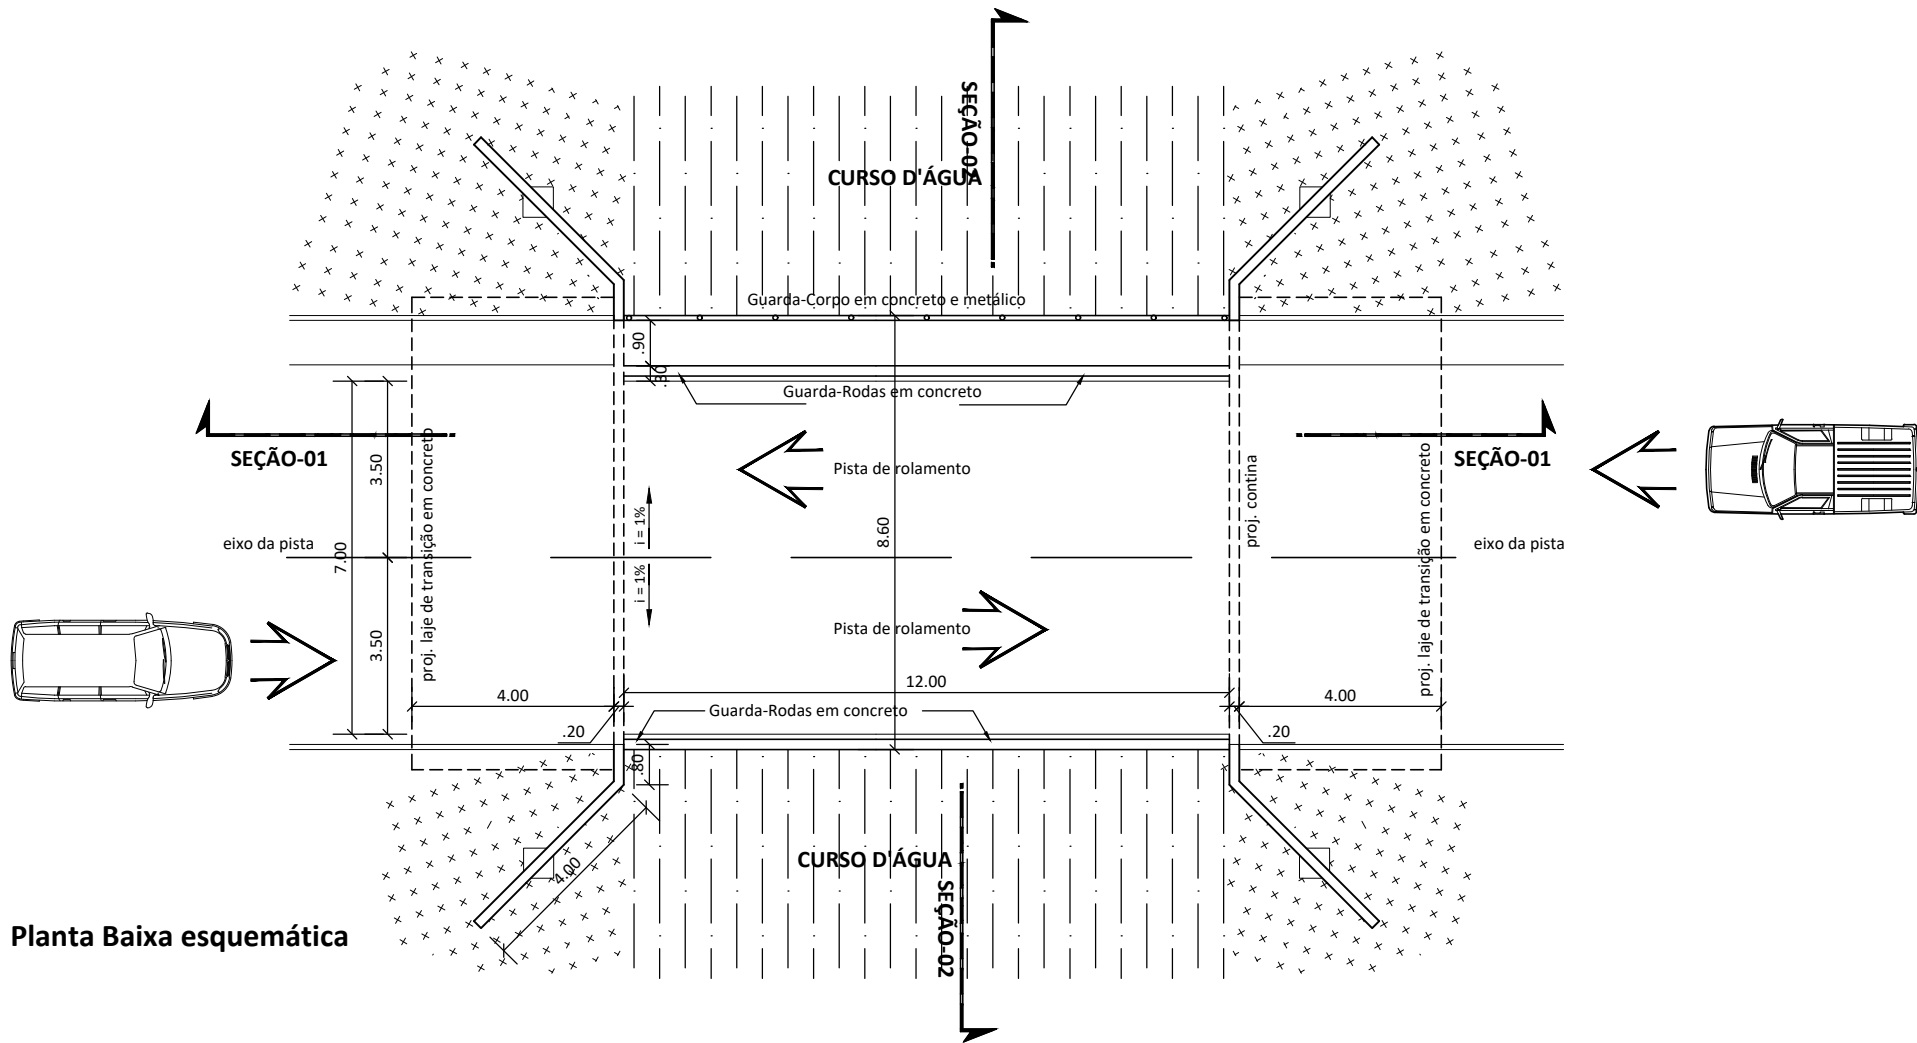 SEÇÃO-02
CURSO D'ÁGUA
Guarda-Corpo em concreto e metálico
.90
.30
Guarda-Rodas em concreto
SEÇÃO-01
SEÇÃO-01
3.50
proj. laje de transição em concreto
Pista de rolamento
proj. contina
proj. laje de transição em concreto
i = 1%
8.60
eixo da pista
eixo da pista
7.00
i = 1%
3.50
Pista de rolamento
4.00
12.00
4.00
Guarda-Rodas em concreto
.20
.20
.80
CURSO D'ÁGUA
4.00
SEÇÃO-02
Planta Baixa esquemática